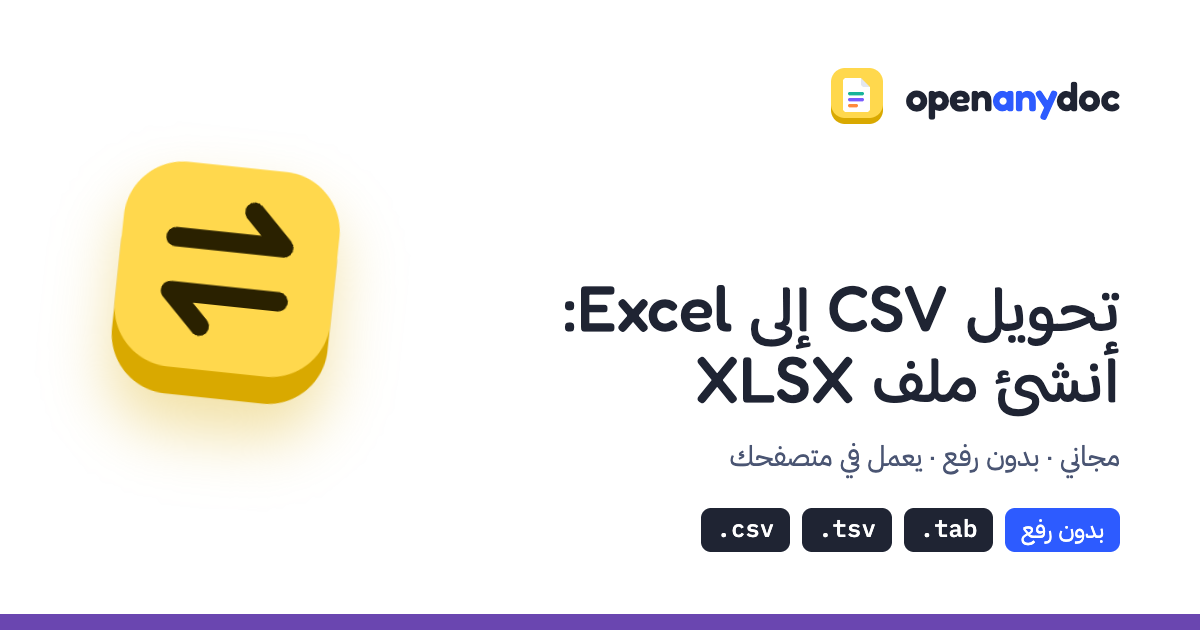 openanydoc
تحويل CSV إلى Excel:
أنشئ ملف XLSX
مجاني · بدون رفع · يعمل في متصفحك
بدون رفع .tab .tsv .csv